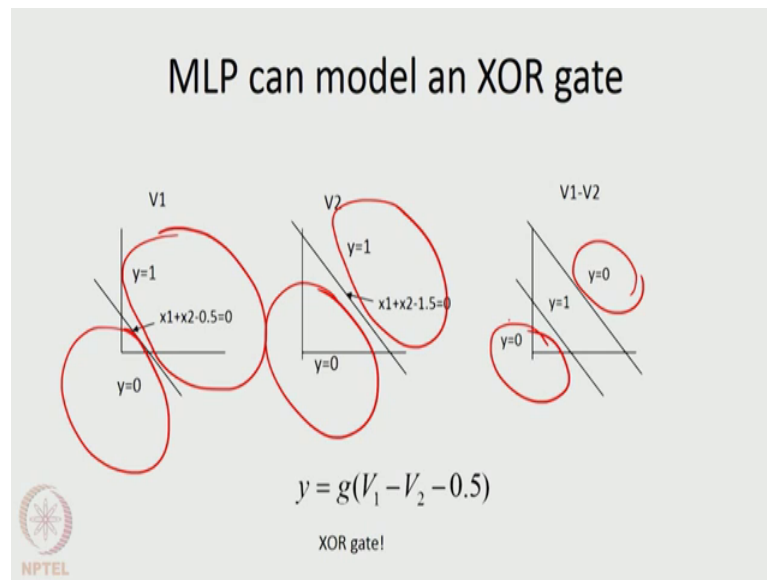 MLP can model an XOR gate
V1
V2
V1-V2
y=1
y=1
y=0
x1+x2-0.5=0
x1+x2-1.5=0
y=1
y=0
y=0
y=0
y = g(V₁ − V₂ − 0.5)
XOR gate!
NPTEL